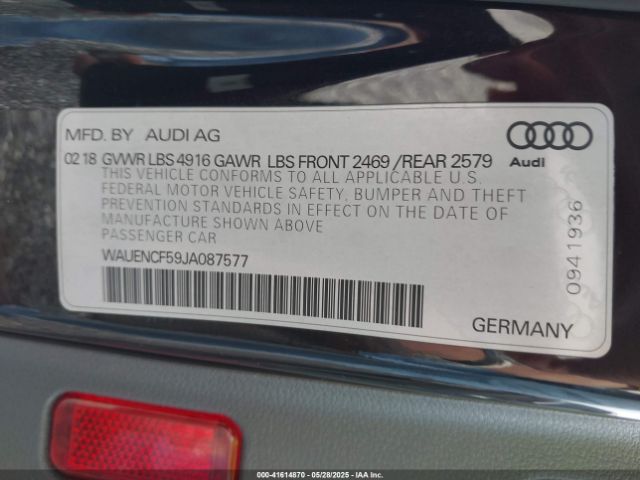 MFD. BY AUDI AG
02 18 GVWR LBS 4916 GAWR LBS FRONT 2469 /REAR 2579
Audi
THIS VEHICLE CONFORMS TO ALL APPLICABLE U.S.
FEDERAL MOTOR VEHICLE SAFETY, BUMPER AND THEFT
PREVENTION STANDARDS IN EFFECT ON THE DATE OF
MANUFACTURE SHOWN ABOVE
PASSENGER CAR
WAUENCF59JA087577
0941936
GERMANY
000-41614870 05/28/2025 IAA Inc.